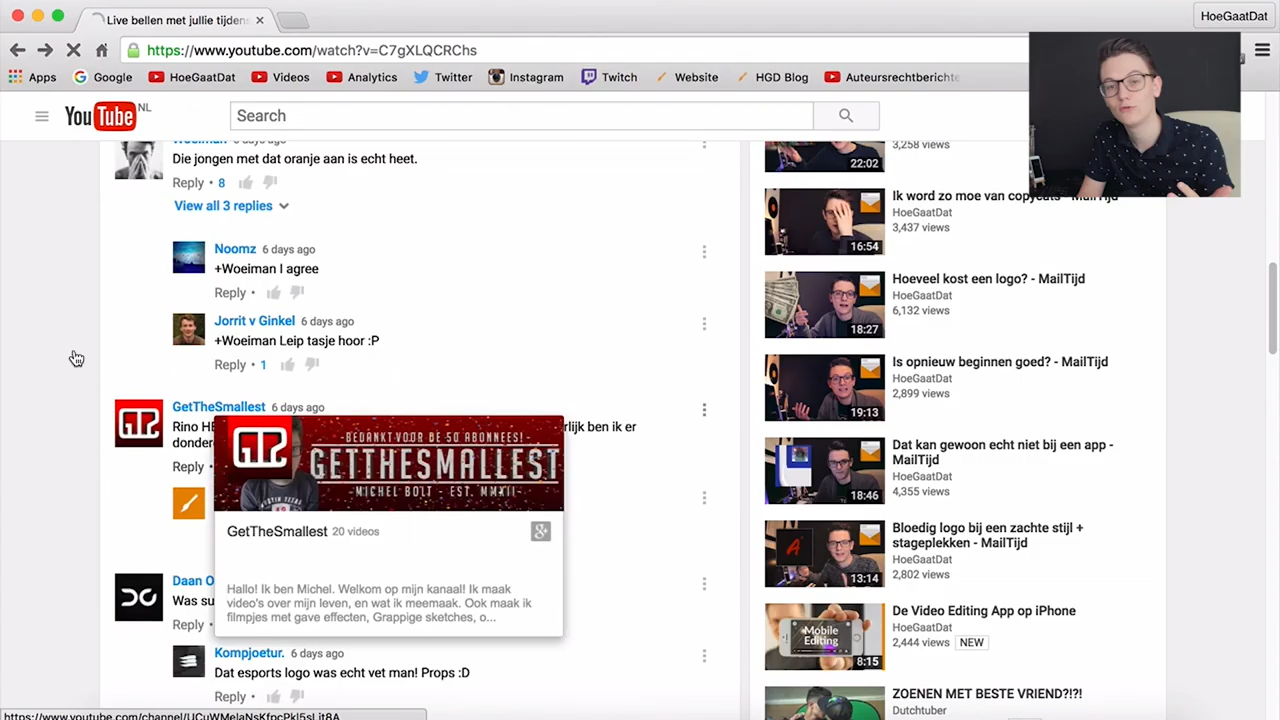 Live bellen met jullie tijdens
HoeGaatDat
https://www.youtube.com/watch?v=C7gXLQCRChs
Apps
Google
HoeGaatDat
Videos
Analytics
Twitter
Instagram
Twitch
Website
HGD Blog
Auteursrechtberichte
YouTube NL
Search
Woeiman 6 days ago
Die jongen met dat oranje aan is echt heet.
Reply • 8
View all 3 replies
Noomz 6 days ago
+Woeiman I agree
Reply •
Jorrit v Ginkel 6 days ago
+Woeiman Leip tasje hoor :P
Reply • 1
GetTheSmallest 6 days ago
Rino HE
rlijk ben ik er
donder
Reply
-BEDANKT VOOR DE 50 ABONNEES!-
GETTHESMALLEST
-MICHEL BOLT - EST. MMXII-
GetTheSmallest 20 videos
Hallo! Ik ben Michel. Welkom op mijn kanaal! Ik maak
video's over mijn leven, en wat ik meemaak. Ook maak ik
filmpjes met gave effecten, Grappige sketches, o...
Daan O
Was su
Reply
Kompjoetur. 6 days ago
Dat esports logo was echt vet man! Props :D
Reply •
3,258 views
22:02
Ik word zo moe van copycats - MailTijd
HoeGaatDat
3,437 views
16:54
Hoeveel kost een logo? - MailTijd
HoeGaatDat
6,132 views
18:27
Is opnieuw beginnen goed? - MailTijd
HoeGaatDat
2,899 views
19:13
Dat kan gewoon echt niet bij een app -
MailTijd
HoeGaatDat
4,355 views
18:46
Bloedig logo bij een zachte stijl +
stageplekken - MailTijd
HoeGaatDat
2,802 views
13:14
De Video Editing App op iPhone
HoeGaatDat
2,444 views NEW
Mobile
Editing
8:15
ZOENEN MET BESTE VRIEND?!?!
Dutchtuber